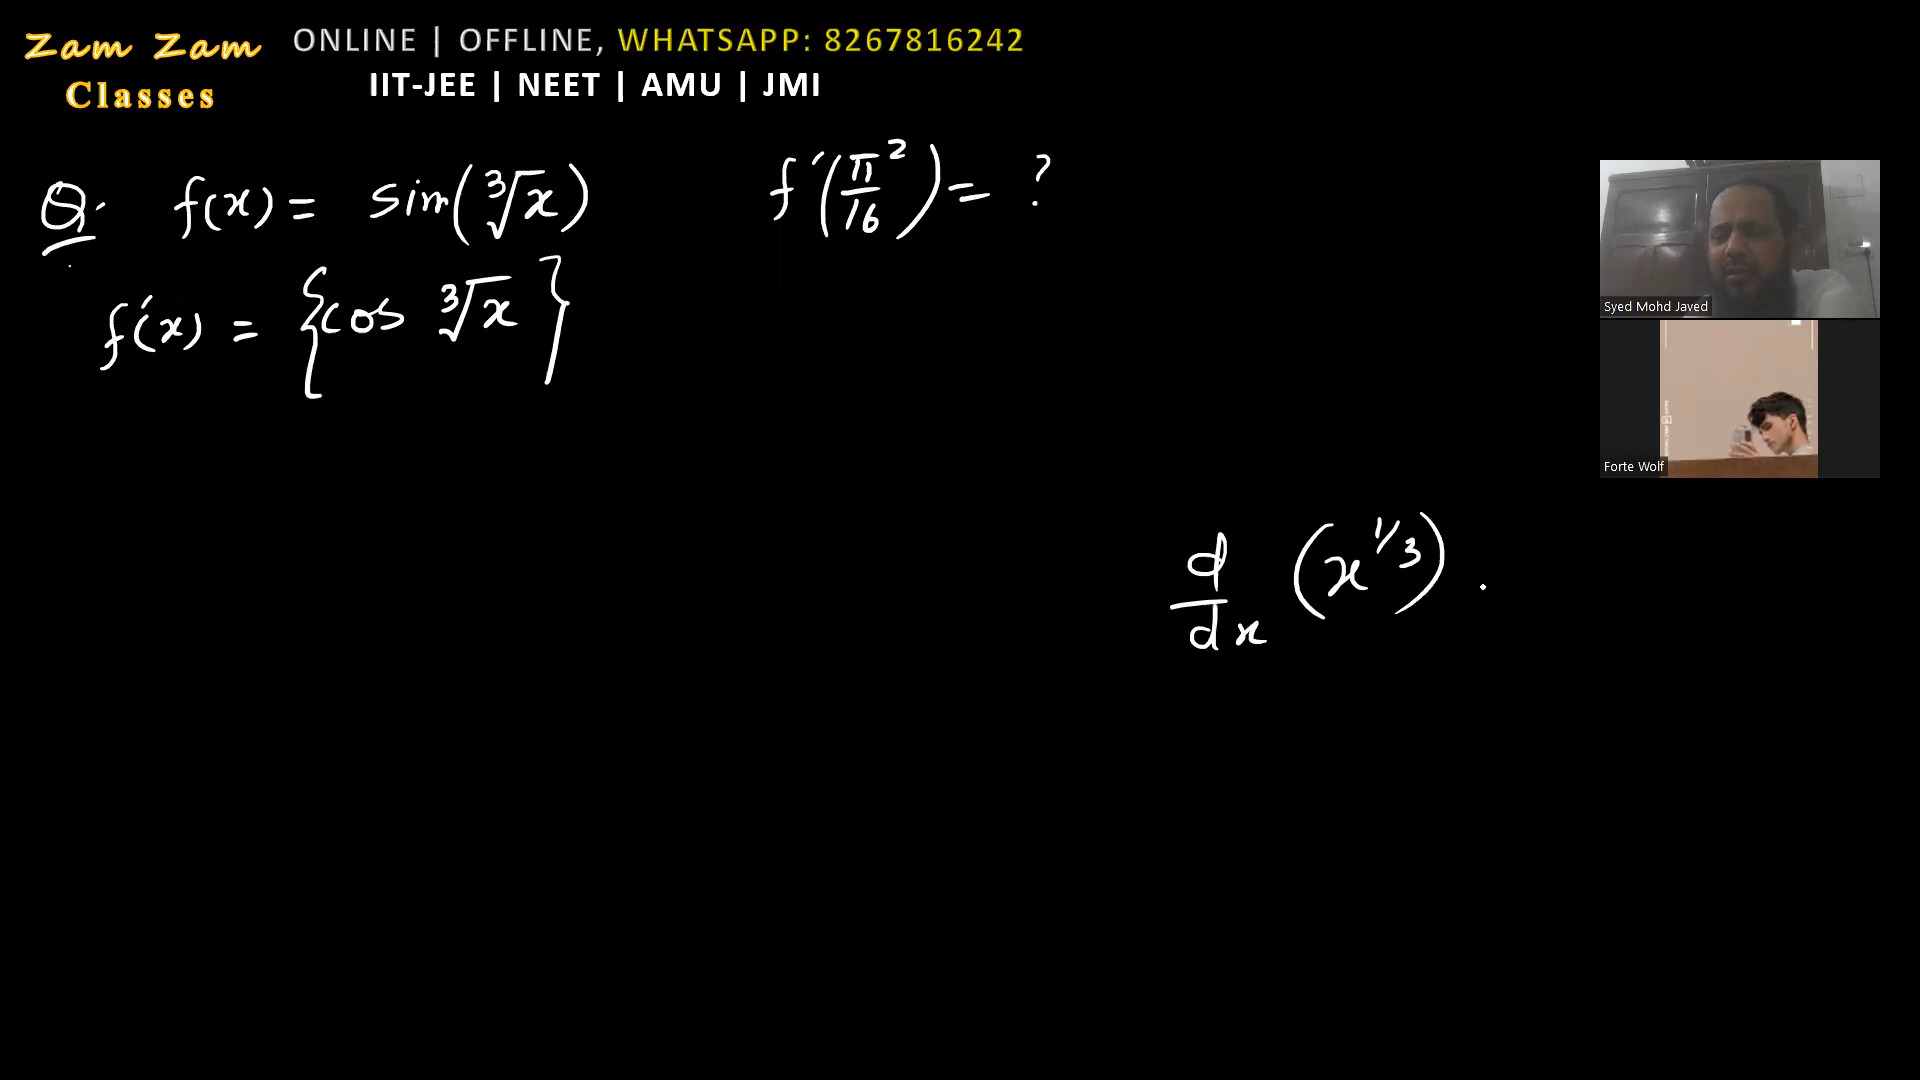 Zam Zam
Classes
ONLINE | OFFLINE, WHATSAPP: 8267816242
IIT-JEE | NEET | AMU | JMI
Q. f(x) = sin(∛x) f'(π²/16) = ?
f'(x) = {cos ∛x}
d/dx (x^1/3).
Syed Mohd Javed
Forte Wolf